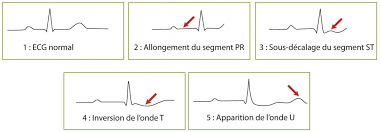 1 : ECG normal
2 : Allongement du segment PR
3 : Sous-décalage du segment ST
4 : Inversion de l'onde T
5 : Apparition de l'onde U